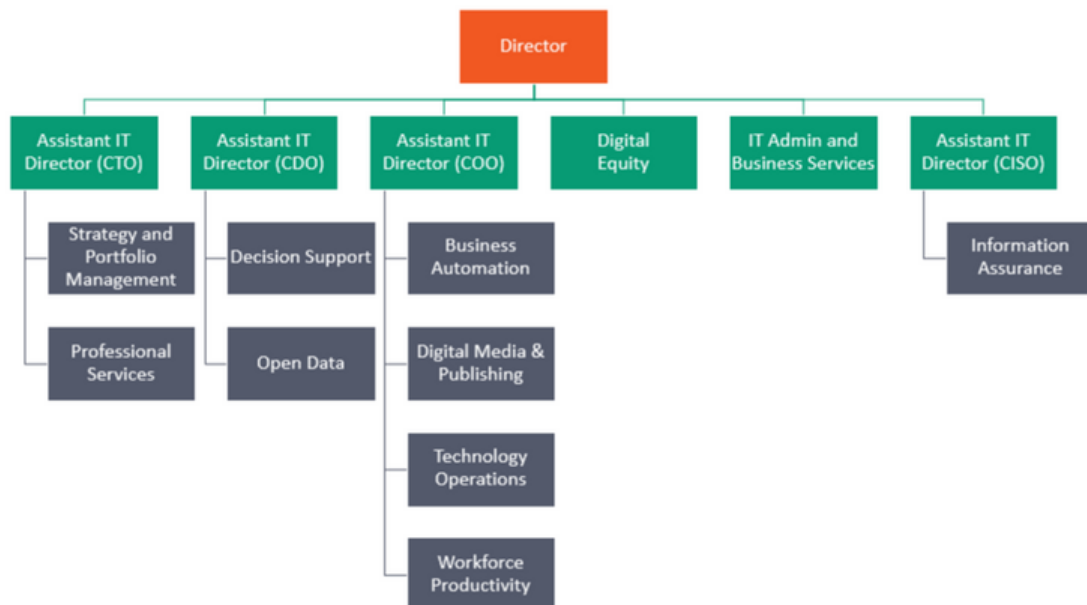 Director
Assistant IT
Director (CTO)
Assistant IT
Director (CDO)
Assistant IT
Director (COO)
Digital
Equity
IT Admin and
Business Services
Assistant IT
Director (CISO)
Strategy and
Portfolio
Management
Professional
Services
Decision Support
Open Data
Business
Automation
Digital Media &
Publishing
Technology
Operations
Workforce
Productivity
Information
Assurance